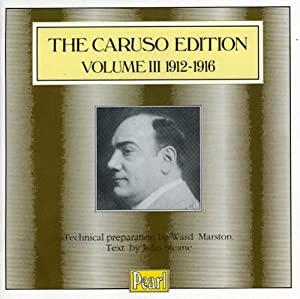 THE CARUSO EDITION
VOLUME III 1912-1916
Technical preparation by Ward Marston.
Text by John Steane
Pearl